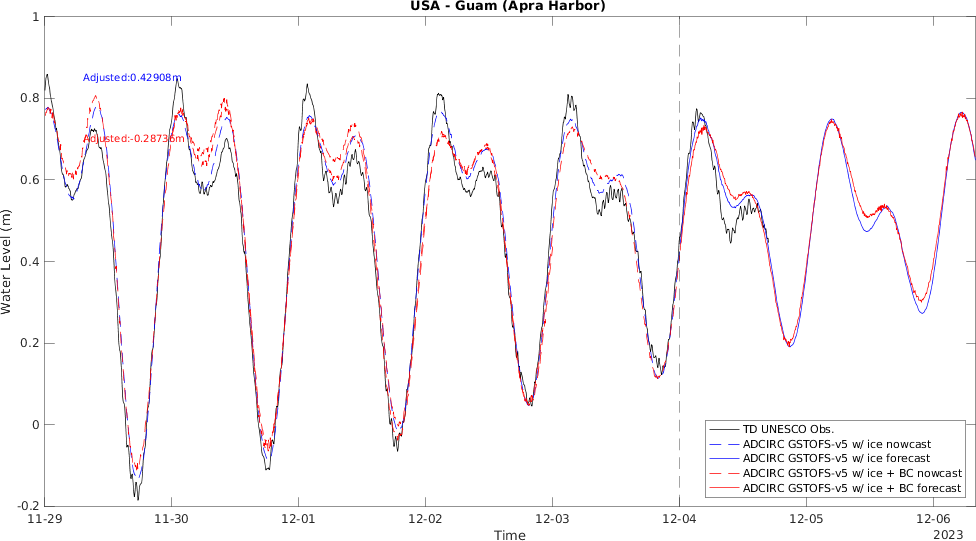 USA - Guam (Apra Harbor)
1
0.8
0.6
0.4
0.2
0
-0.2
Water Level (m)
Adjusted:0.42908m
Adjusted:-0.28736m
TD UNESCO Obs.
ADCIRC GSTOFS-v5 w/ ice nowcast
ADCIRC GSTOFS-v5 w/ ice forecast
ADCIRC GSTOFS-v5 w/ ice + BC nowcast
ADCIRC GSTOFS-v5 w/ ice + BC forecast
11-29 11-30 12-01 12-02 12-03 12-04 12-05 12-06
Time
2023